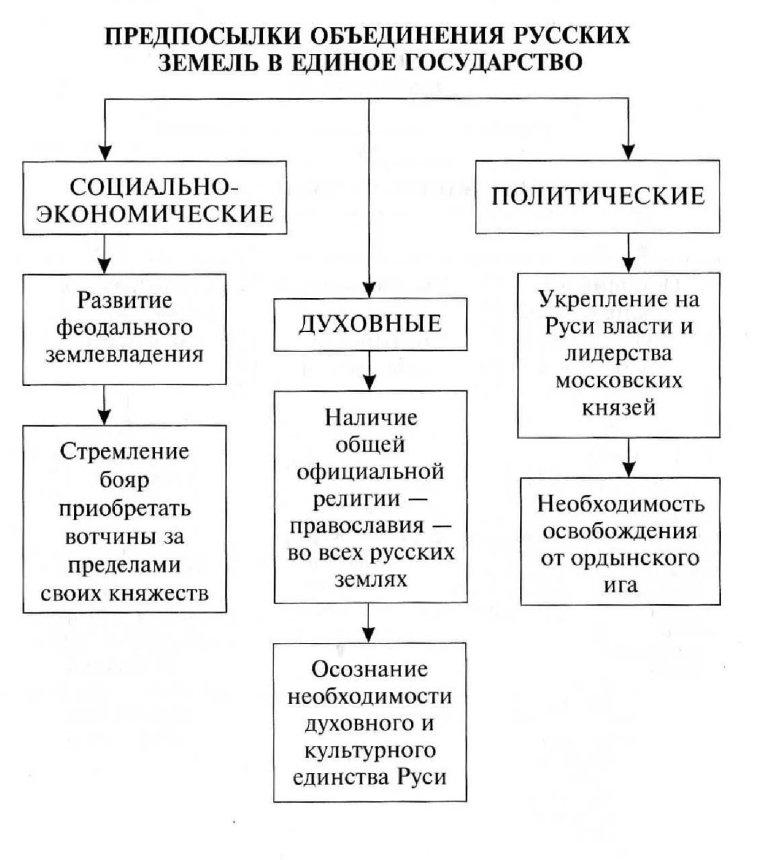 ПРЕДПОСЫЛКИ ОБЪЕДИНЕНИЯ РУССКИХ
ЗЕМЕЛЬ В ЕДИНОЕ ГОСУДАРСТВО
СОЦИАЛЬНО-
ЭКОНОМИЧЕСКИЕ
Развитие
феодального
землевладения
Стремление
бояр
приобретать
вотчины за
пределами
своих княжеств
ДУХОВНЫЕ
Наличие
общей
официальной
религии —
православия —
во всех русских
землях
Осознание
необходимости
духовного и
культурного
единства Руси
ПОЛИТИЧЕСКИЕ
Укрепление на
Руси власти и
лидерства
московских
князей
Необходимость
освобождения
от ордынского
ига